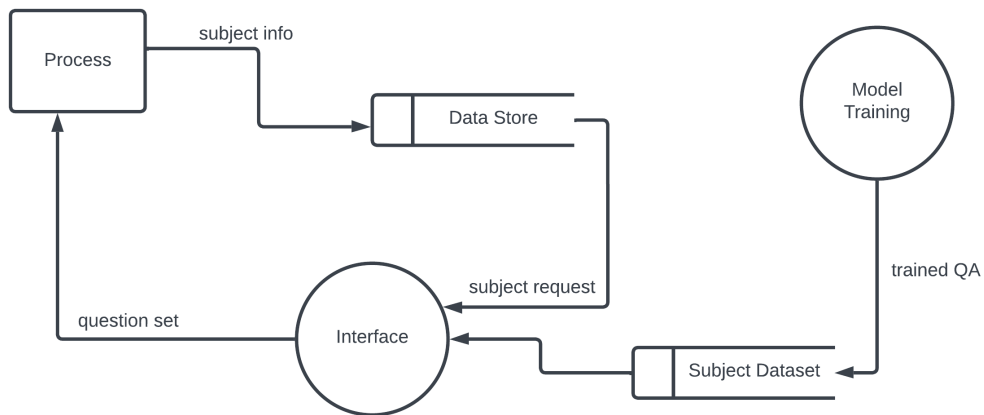 subject info
Process
Data Store
Model
Training
trained QA
subject request
question set
Interface
Subject Dataset